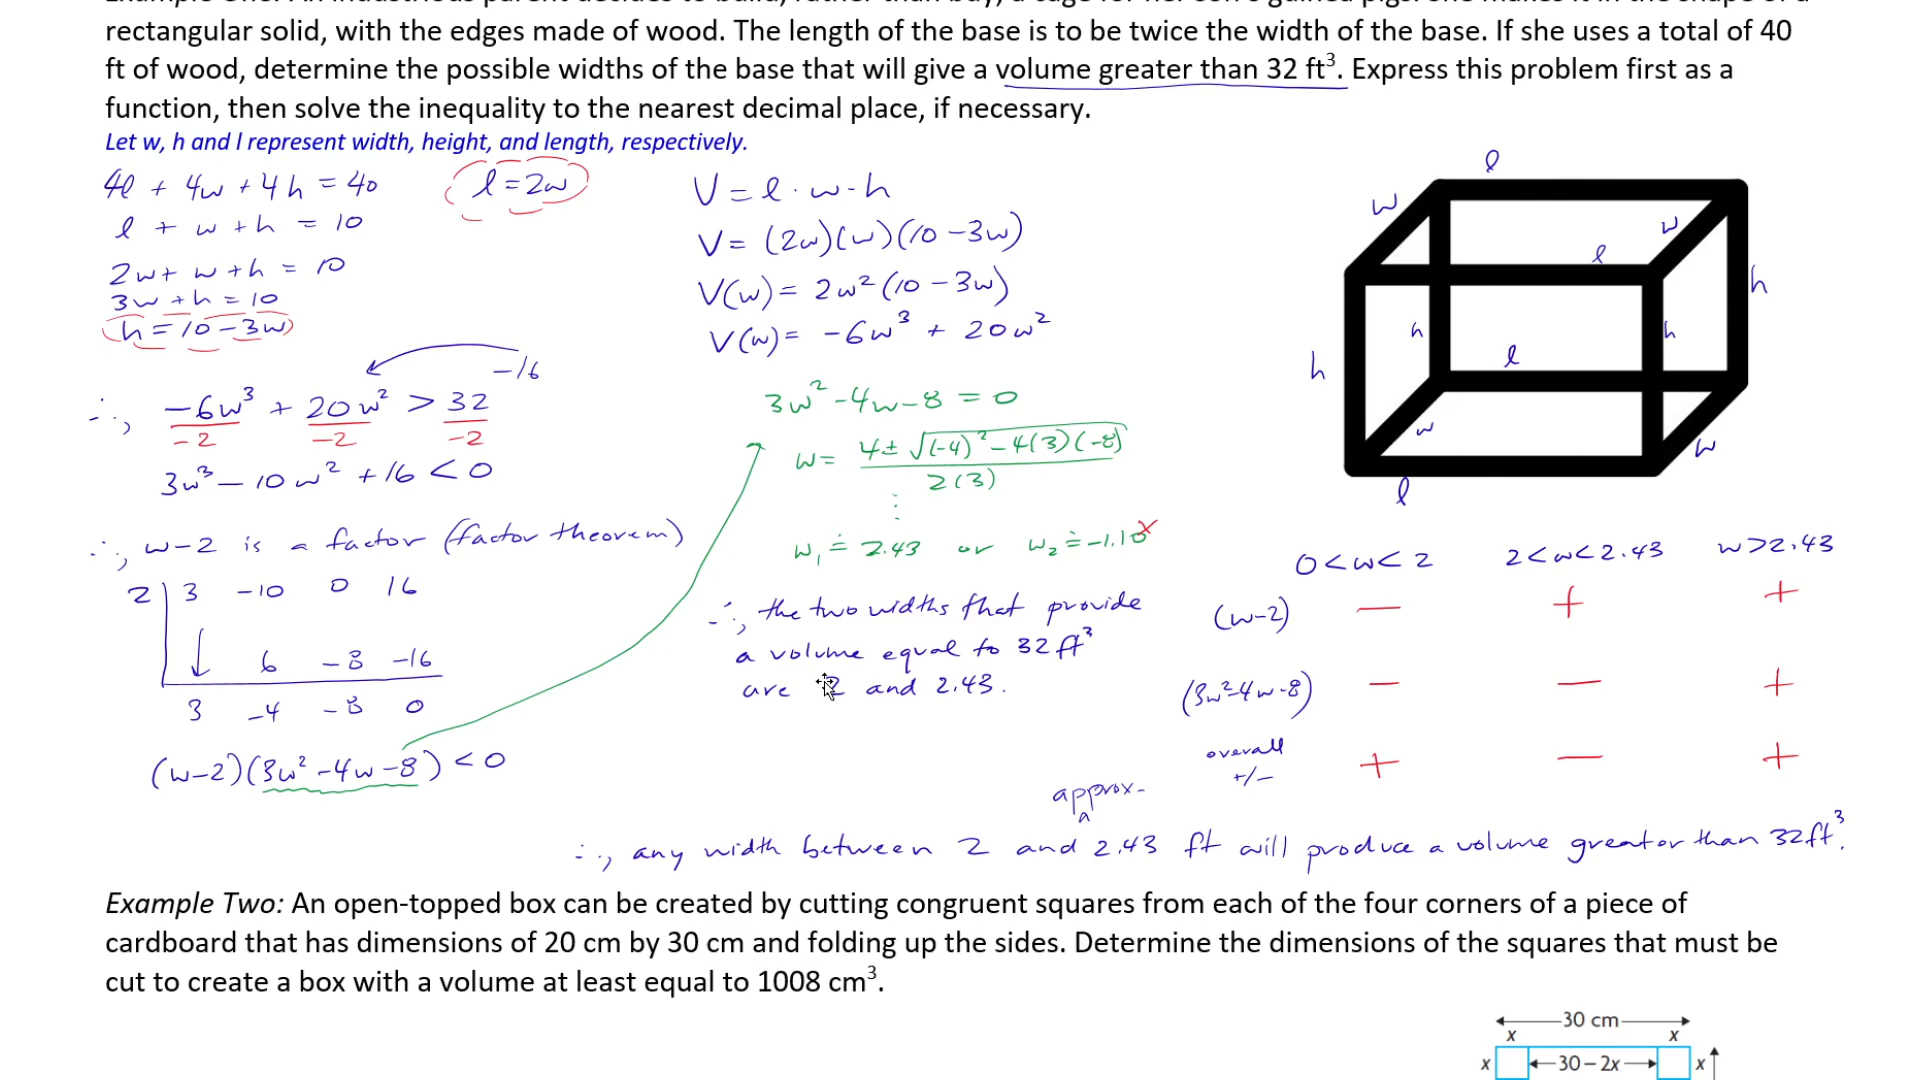 rectangular solid, with the edges made of wood. The length of the base is to be twice the width of the base. If she uses a total of 40
ft of wood, determine the possible widths of the base that will give a volume greater than 32 ft³. Express this problem first as a
function, then solve the inequality to the nearest decimal place, if necessary.
Let w, h and l represent width, height, and length, respectively.
4l + 4w + 4h = 40
l = 2w
l + w + h = 10
2w + w + h = 10
3w + h = 10
h = 10 - 3w
V = l · w · h
V = (2w)(w)(10 - 3w)
V(w) = 2w²(10 - 3w)
V(w) = -6w³ + 20w²
l
w
w
l
h
h
h
l
h
w
w
l
-16
∴, -6w³ + 20w² > 32
-2 -2 -2
3w³ - 10w² + 16 < 0
∴, w-2 is a factor (factor theorem)
2 3 -10 0 16
↓ 6 -8 -16
3 -4 -8 0
(w-2)(3w² - 4w - 8) < 0
3w² - 4w - 8 = 0
w = 4 ± √(-4)² - 4(3)(-8)
2(3)
⋮
w₁ ≐ 2.43 or w₂ ≐ -1.10 x
∴, the two widths that provide
a volume equal to 32 ft³
are 2 and 2.43.
0 < w < 2 2 < w < 2.43 w > 2.43
(w-2) - + +
(3w²-4w-8) - - +
overall
+/- + - +
approx.
∴, any width between 2 and ^ 2.43 ft will produce a volume greater than 32 ft³.
Example Two: An open-topped box can be created by cutting congruent squares from each of the four corners of a piece of
cardboard that has dimensions of 20 cm by 30 cm and folding up the sides. Determine the dimensions of the squares that must be
cut to create a box with a volume at least equal to 1008 cm³.
30 cm
x x
x 30 – 2x x